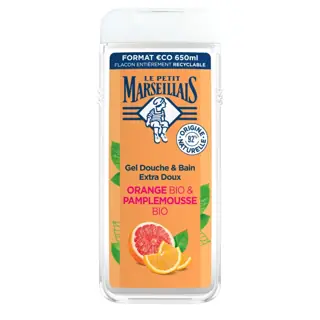 FORMAT €CO 650ml
FLACON ENTIÈREMENT RECYCLABLE
LE PETIT
MARSEILLAIS
ORIGINE
92%
NATURELLE
Gel Douche & Bain
Extra Doux
ORANGE BIO &
PAMPLEMOUSSE
BIO